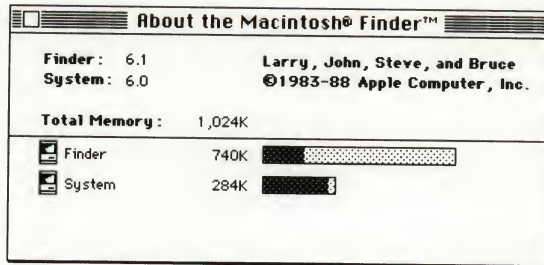 About the Macintosh® Finder™
Finder: 6.1 Larry, John, Steve, and Bruce
System: 6.0 ©1983-88 Apple Computer, Inc.
Total Memory: 1,024K
Finder 740K
System 284K